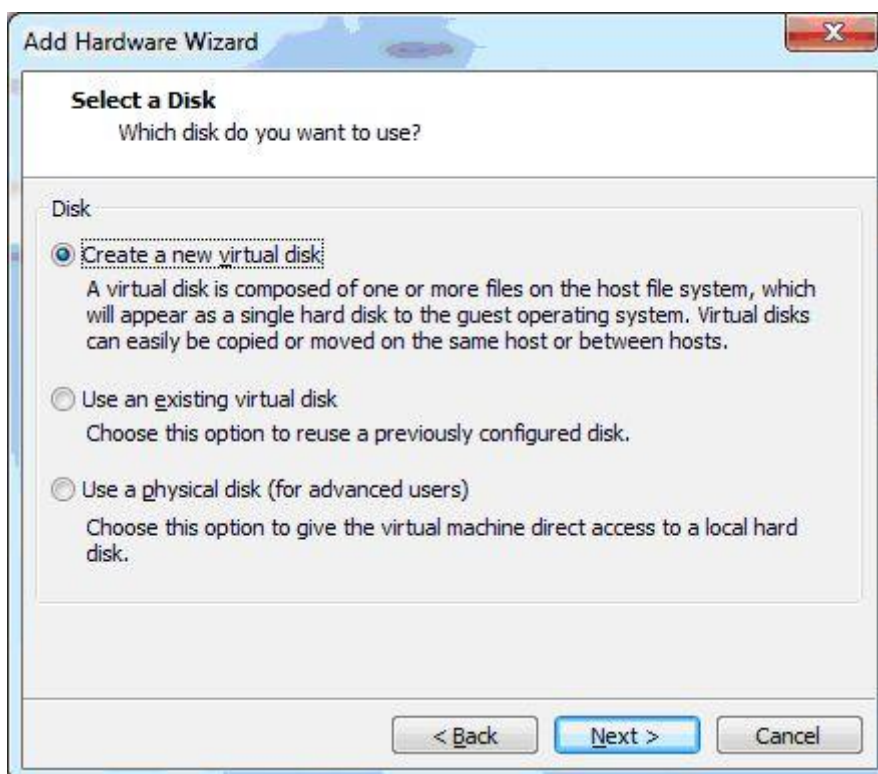 Add Hardware Wizard
Select a Disk
Which disk do you want to use?
Disk
Create a new virtual disk
A virtual disk is composed of one or more files on the host file system, which
will appear as a single hard disk to the guest operating system. Virtual disks
can easily be copied or moved on the same host or between hosts.
Use an existing virtual disk
Choose this option to reuse a previously configured disk.
Use a physical disk (for advanced users)
Choose this option to give the virtual machine direct access to a local hard
disk.
< Back
Next >
Cancel